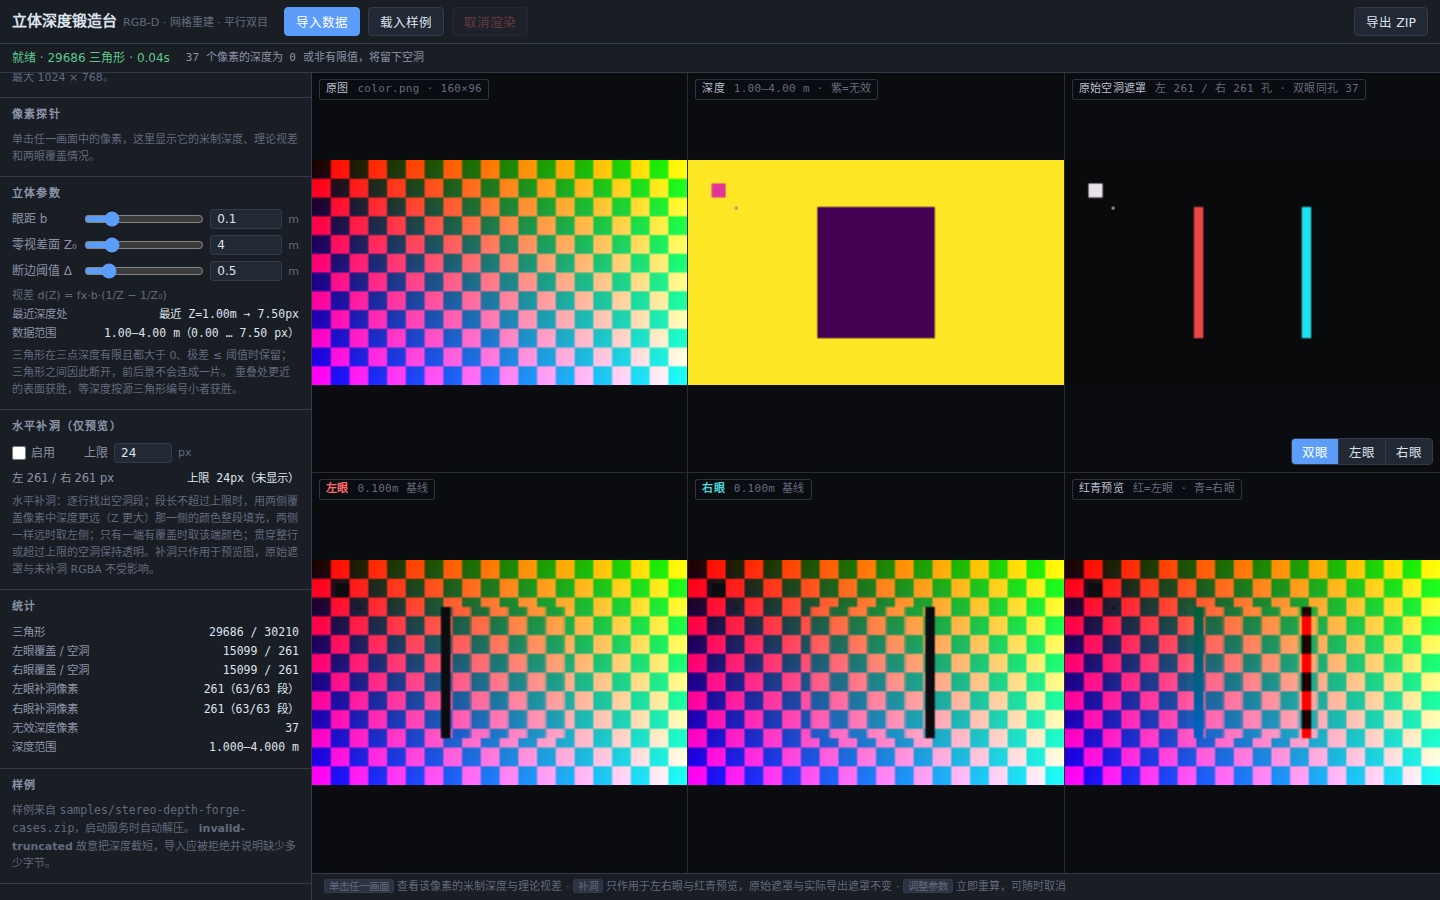 立体深度锻造台 RGB-D · 网格重建 · 平行双目 导入数据 载入样例 取消渲染 导出 ZIP
就绪 · 29686 三角形 · 0.04s 37 个像素的深度为 0 或非有限值，将留下空洞
最大 1024 × 768。
像素探针
单击任一画面中的像素，这里显示它的米制深度、理论视差
和两眼覆盖情况。
立体参数
眼距 b 0.1 m
零视差面 Z₀ 4 m
断边阈值 Δ 0.5 m
视差 d(Z) = fx·b·(1/Z − 1/Z₀)
最近深度处 最近 Z=1.00m → 7.50px
数据范围 1.00–4.00 m（0.00 … 7.50 px）
三角形在三点深度有限且都大于 0、极差 ≤ 阈值时保留；
三角形之间因此断开，前后景不会连成一片。 重叠处更近
的表面获胜，等深度按源三角形编号小者获胜。
水平补洞（仅预览）
启用 上限 24 px
左 261 / 右 261 px 上限 24px（未显示）
水平补洞：逐行找出空洞段；段长不超过上限时，用两侧覆
盖像素中深度更远（Z 更大）那一侧的颜色整段填充，两侧
一样远时取左侧；只有一端有覆盖时取该端颜色；贯穿整行
或超过上限的空洞保持透明。补洞只作用于预览图，原始遮
罩与未补洞 RGBA 不受影响。
统计
三角形 29686 / 30210
左眼覆盖 / 空洞 15099 / 261
右眼覆盖 / 空洞 15099 / 261
左眼补洞像素 261（63/63 段）
右眼补洞像素 261（63/63 段）
无效深度像素 37
深度范围 1.000–4.000 m
样例
样例来自 samples/stereo-depth-forge-
cases.zip，启动服务时自动解压。 invalid-
truncated 故意把深度截短，导入应被拒绝并说明缺少多
少字节。
原图 color.png · 160×96
深度 1.00–4.00 m · 紫=无效
原始空洞遮罩 左 261 / 右 261 孔 · 双眼同孔 37
双眼 左眼 右眼
左眼 0.100m 基线
右眼 0.100m 基线
红青预览 红=左眼 · 青=右眼
单击任一画面 查看该像素的米制深度与理论视差 · 补洞 只作用于左右眼与红青预览，原始遮罩与实际导出遮罩不变 · 调整参数 立即重算，可随时取消